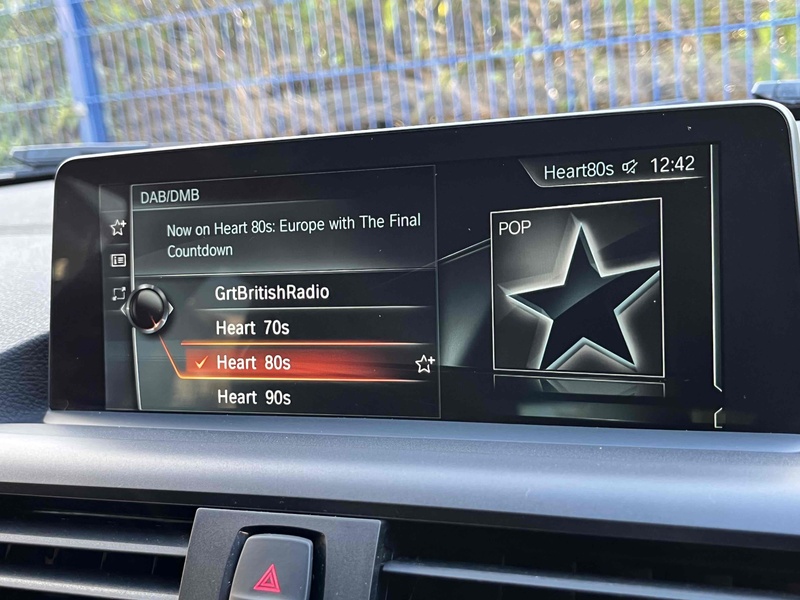 DAB/DMB
Heart80s 12:42
Now on Heart 80s: Europe with The Final
Countdown
POP
GrtBritishRadio
Heart 70s
Heart 80s
Heart 90s